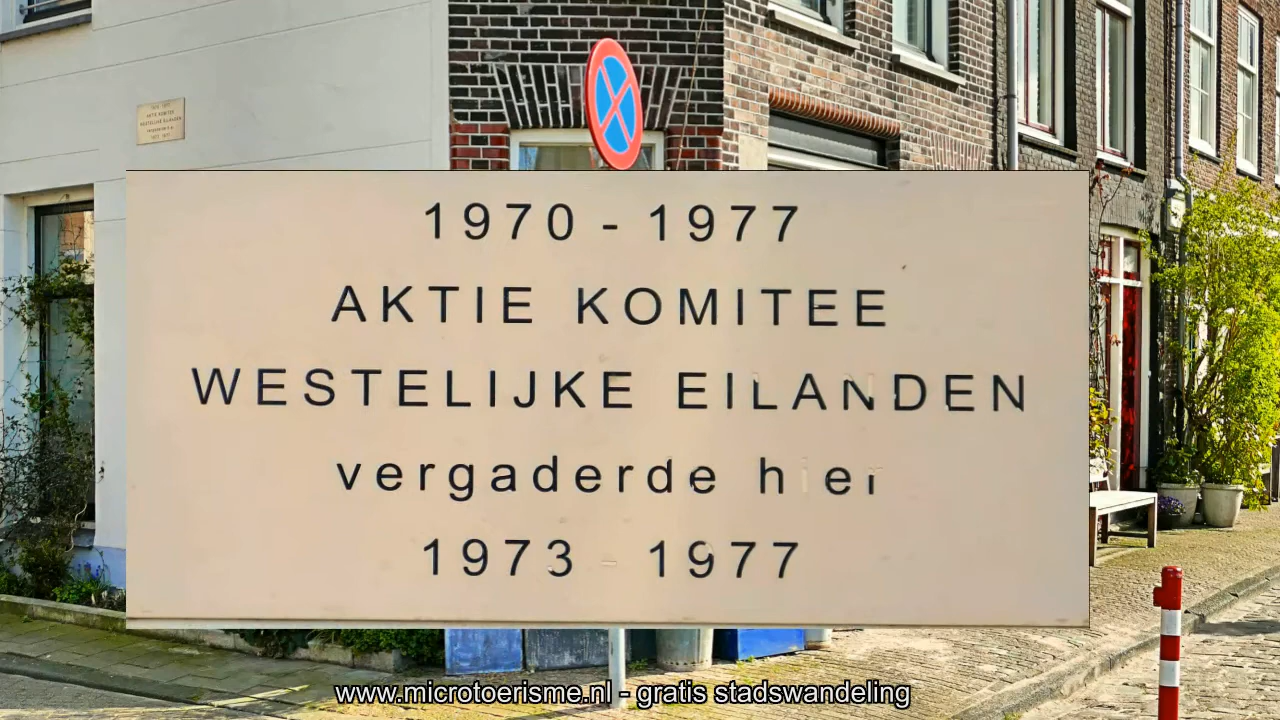 1970 - 1977
AKTIE KOMITEE
WESTELIJKE EILANDEN
vergaderde hier
1973 - 1977
www.microtoerisme.nl - gratis stadswandeling